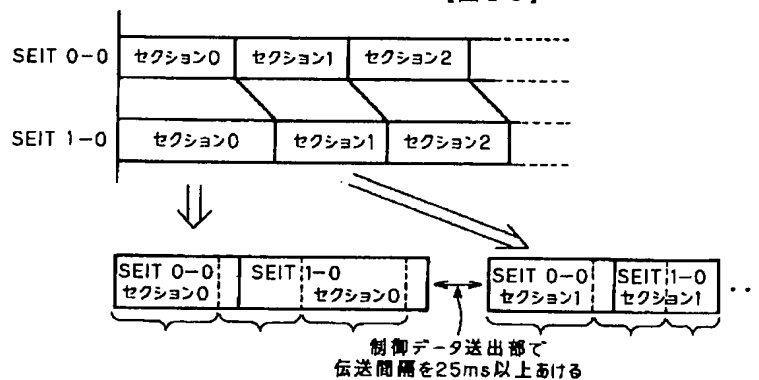 SEIT 0-0 セクション0 セクション1 セクション2
SEIT 1-0 セクション0 セクション1 セクション2
SEIT 0-0 SEIT 1-0 SEIT 0-0 SEIT 1-0
セクション0 セクション0 セクション1 セクション1 ‥
制御データ送出部で
伝送間隔を25ms以上あける